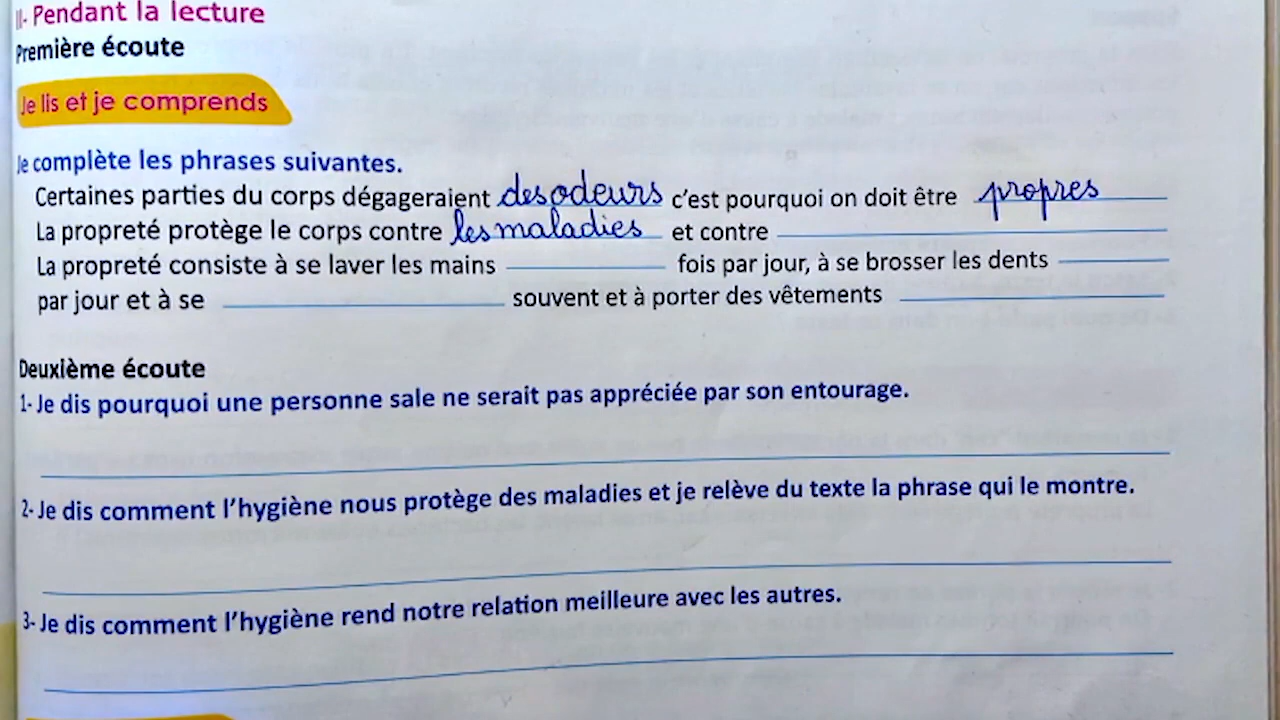 II- Pendant la lecture
Première écoute
Je lis et je comprends
Je complète les phrases suivantes.
Certaines parties du corps dégageraient des odeurs c'est pourquoi on doit être propres
La propreté protège le corps contre les maladies et contre
La propreté consiste à se laver les mains fois par jour, à se brosser les dents
par jour et à se souvent et à porter des vêtements
Deuxième écoute
1- Je dis pourquoi une personne sale ne serait pas appréciée par son entourage.
2- Je dis comment l'hygiène nous protège des maladies et je relève du texte la phrase qui le montre.
3- Je dis comment l'hygiène rend notre relation meilleure avec les autres.